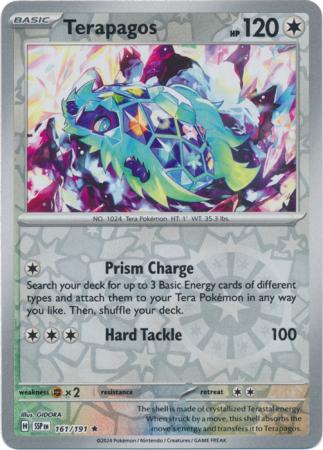 BASIC
Terapagos HP 120
NO. 1024 Tera Pokémon HT: 1' WT: 35.3 lbs.
Prism Charge
Search your deck for up to 3 Basic Energy cards of different
types and attach them to your Tera Pokémon in any way
you like. Then, shuffle your deck.
Hard Tackle 100
weakness ×2 resistance retreat
Illus. GIDORA
H SSP EN 161/191
The shell is made of crystallized Terastal energy.
When struck by a move, this shell absorbs the
move's energy and transfers it to Terapagos.
©2024 Pokémon / Nintendo / Creatures / GAME FREAK